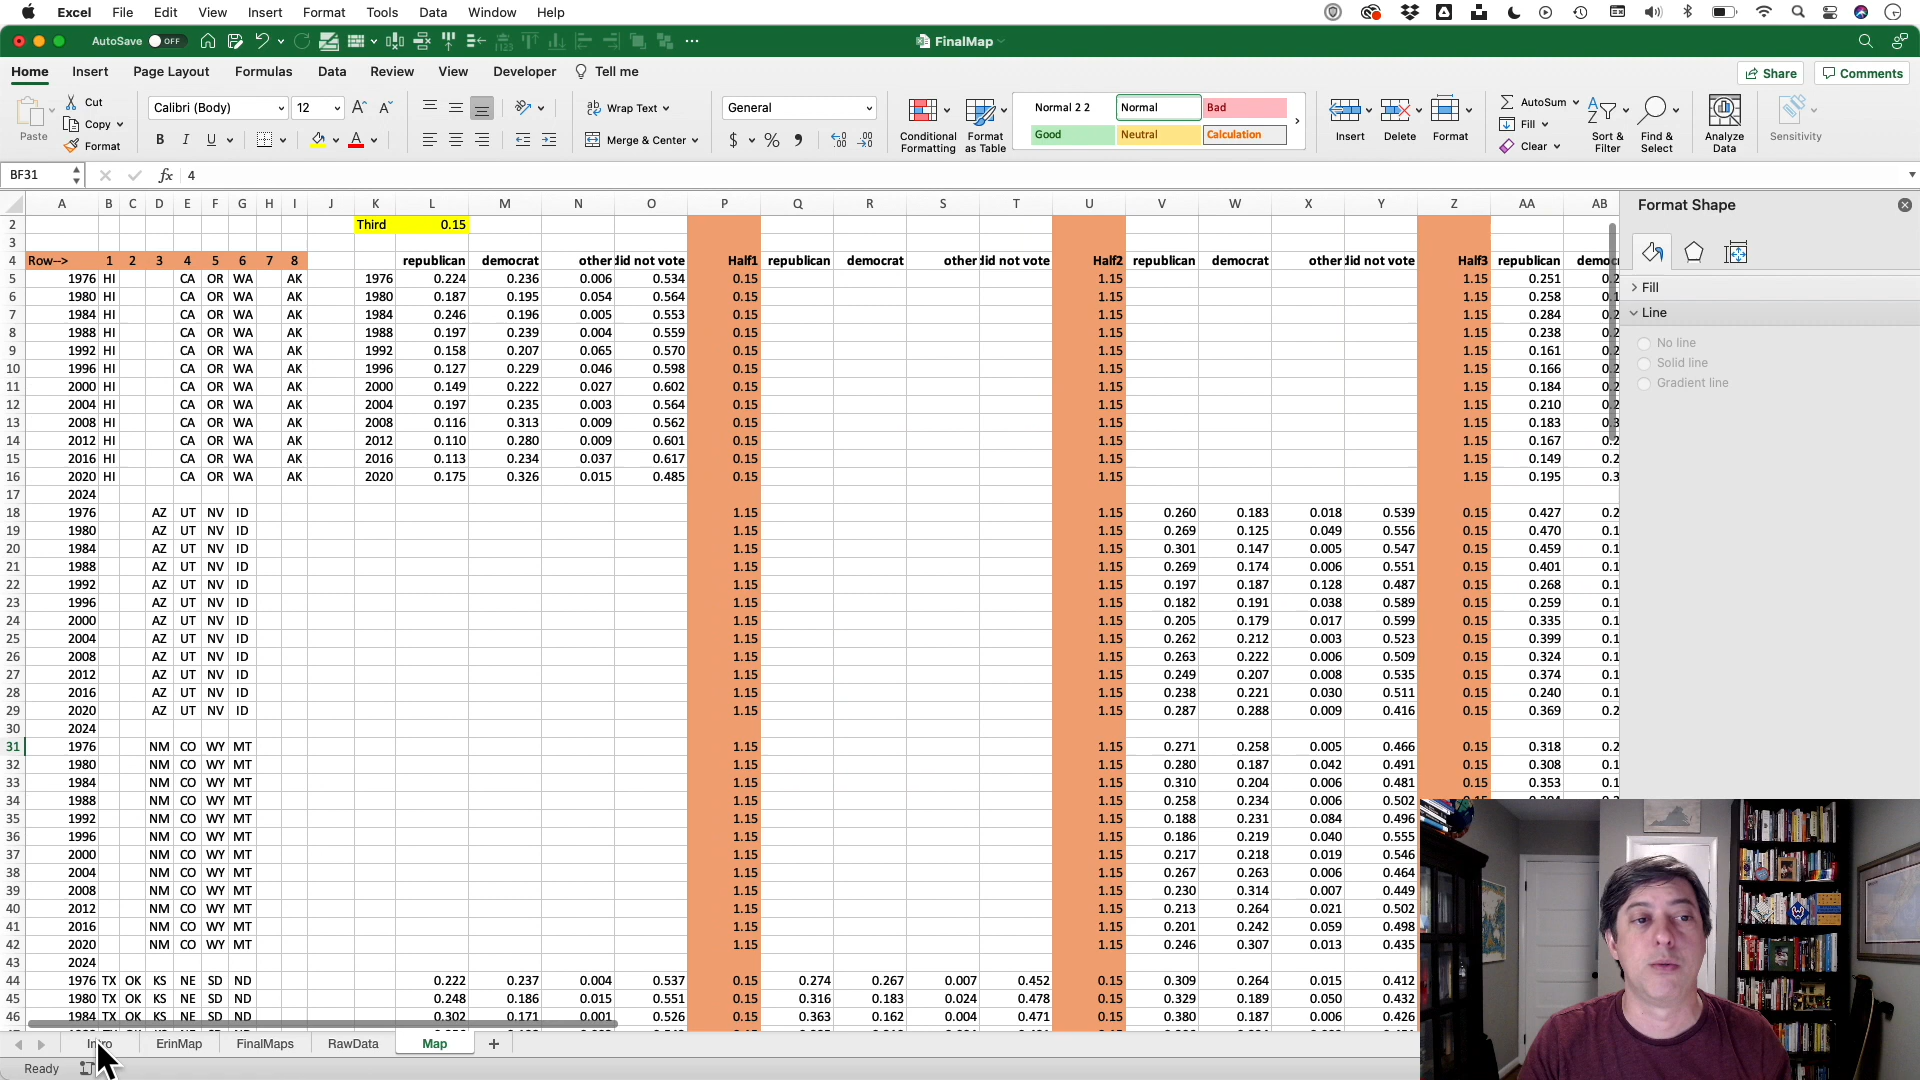 Excel File Edit View Insert Format Tools Data Window Help
AutoSave OFF FinalMap
Home Insert Page Layout Formulas Data Review View Developer Tell me Share Comments
Paste Cut Copy Format Calibri (Body) 12 Wrap Text Merge & Center General Conditional Formatting Format as Table Normal 2 2 Normal Bad Good Neutral Calculation Insert Delete Format AutoSum Fill Clear Sort & Filter Find & Select Analyze Data Sensitivity
BF31 fx 4
A B C D E F G H I J K L M N O P Q R S T U V W X Y Z AA AB Format Shape
2 Third 0.15
3
4 Row--> 1 2 3 4 5 6 7 8 republican democrat other did not vote Half1 republican democrat other did not vote Half2 republican democrat other did not vote Half3 republican
5 1976 HI CA OR WA AK 1976 0.224 0.236 0.006 0.534 0.15 1.15 1.15 0.251
6 1980 HI CA OR WA AK 1980 0.187 0.195 0.054 0.564 0.15 1.15 1.15 0.258
7 1984 HI CA OR WA AK 1984 0.246 0.196 0.005 0.553 0.15 1.15 1.15 0.284
8 1988 HI CA OR WA AK 1988 0.197 0.239 0.004 0.559 0.15 1.15 1.15 0.238
9 1992 HI CA OR WA AK 1992 0.158 0.207 0.065 0.570 0.15 1.15 1.15 0.161
10 1996 HI CA OR WA AK 1996 0.127 0.229 0.046 0.598 0.15 1.15 1.15 0.166
11 2000 HI CA OR WA AK 2000 0.149 0.222 0.027 0.602 0.15 1.15 1.15 0.184
12 2004 HI CA OR WA AK 2004 0.197 0.235 0.003 0.564 0.15 1.15 1.15 0.210
13 2008 HI CA OR WA AK 2008 0.116 0.313 0.009 0.562 0.15 1.15 1.15 0.183
14 2012 HI CA OR WA AK 2012 0.110 0.280 0.009 0.601 0.15 1.15 1.15 0.167
15 2016 HI CA OR WA AK 2016 0.113 0.234 0.037 0.617 0.15 1.15 1.15 0.149
16 2020 HI CA OR WA AK 2020 0.175 0.326 0.015 0.485 0.15 1.15 1.15 0.195
17 2024
18 1976 AZ UT NV ID 1.15 1.15 0.260 0.183 0.018 0.539 0.15 0.427
19 1980 AZ UT NV ID 1.15 1.15 0.269 0.125 0.049 0.556 0.15 0.470
20 1984 AZ UT NV ID 1.15 1.15 0.301 0.147 0.005 0.547 0.15 0.459
21 1988 AZ UT NV ID 1.15 1.15 0.269 0.174 0.006 0.551 0.15 0.401
22 1992 AZ UT NV ID 1.15 1.15 0.197 0.187 0.128 0.487 0.15 0.268
23 1996 AZ UT NV ID 1.15 1.15 0.182 0.191 0.038 0.589 0.15 0.259
24 2000 AZ UT NV ID 1.15 1.15 0.205 0.179 0.017 0.599 0.15 0.335
25 2004 AZ UT NV ID 1.15 1.15 0.262 0.212 0.003 0.523 0.15 0.399
26 2008 AZ UT NV ID 1.15 1.15 0.263 0.222 0.006 0.509 0.15 0.324
27 2012 AZ UT NV ID 1.15 1.15 0.249 0.207 0.008 0.535 0.15 0.374
28 2016 AZ UT NV ID 1.15 1.15 0.238 0.221 0.030 0.511 0.15 0.240
29 2020 AZ UT NV ID 1.15 1.15 0.287 0.288 0.009 0.416 0.15 0.369
30 2024
31 1976 NM CO WY MT 1.15 1.15 0.271 0.258 0.005 0.466 0.15 0.318
32 1980 NM CO WY MT 1.15 1.15 0.280 0.187 0.042 0.491 0.15 0.308
33 1984 NM CO WY MT 1.15 1.15 0.310 0.204 0.006 0.481 0.15 0.353
34 1988 NM CO WY MT 1.15 1.15 0.258 0.234 0.006 0.502
35 1992 NM CO WY MT 1.15 1.15 0.188 0.231 0.084 0.496
36 1996 NM CO WY MT 1.15 1.15 0.186 0.219 0.040 0.555
37 2000 NM CO WY MT 1.15 1.15 0.217 0.218 0.019 0.546
38 2004 NM CO WY MT 1.15 1.15 0.267 0.263 0.006 0.464
39 2008 NM CO WY MT 1.15 1.15 0.230 0.314 0.007 0.449
40 2012 NM CO WY MT 1.15 1.15 0.213 0.264 0.021 0.502
41 2016 NM CO WY MT 1.15 1.15 0.201 0.242 0.059 0.498
42 2020 NM CO WY MT 1.15 1.15 0.246 0.307 0.013 0.435
43 2024
44 1976 TX OK KS NE SD ND 0.222 0.237 0.004 0.537 0.15 0.274 0.267 0.007 0.452 0.15 0.309 0.264 0.015 0.412
45 1980 TX OK KS NE SD ND 0.248 0.186 0.015 0.551 0.15 0.316 0.183 0.024 0.478 0.15 0.329 0.189 0.050 0.432
46 1984 TX OK KS NE SD ND 0.302 0.171 0.001 0.526 0.15 0.363 0.162 0.004 0.471 0.15 0.380 0.187 0.006 0.426
Fill
Line
No line
Solid line
Gradient line
Intro ErinMap FinalMaps RawData Map
Ready